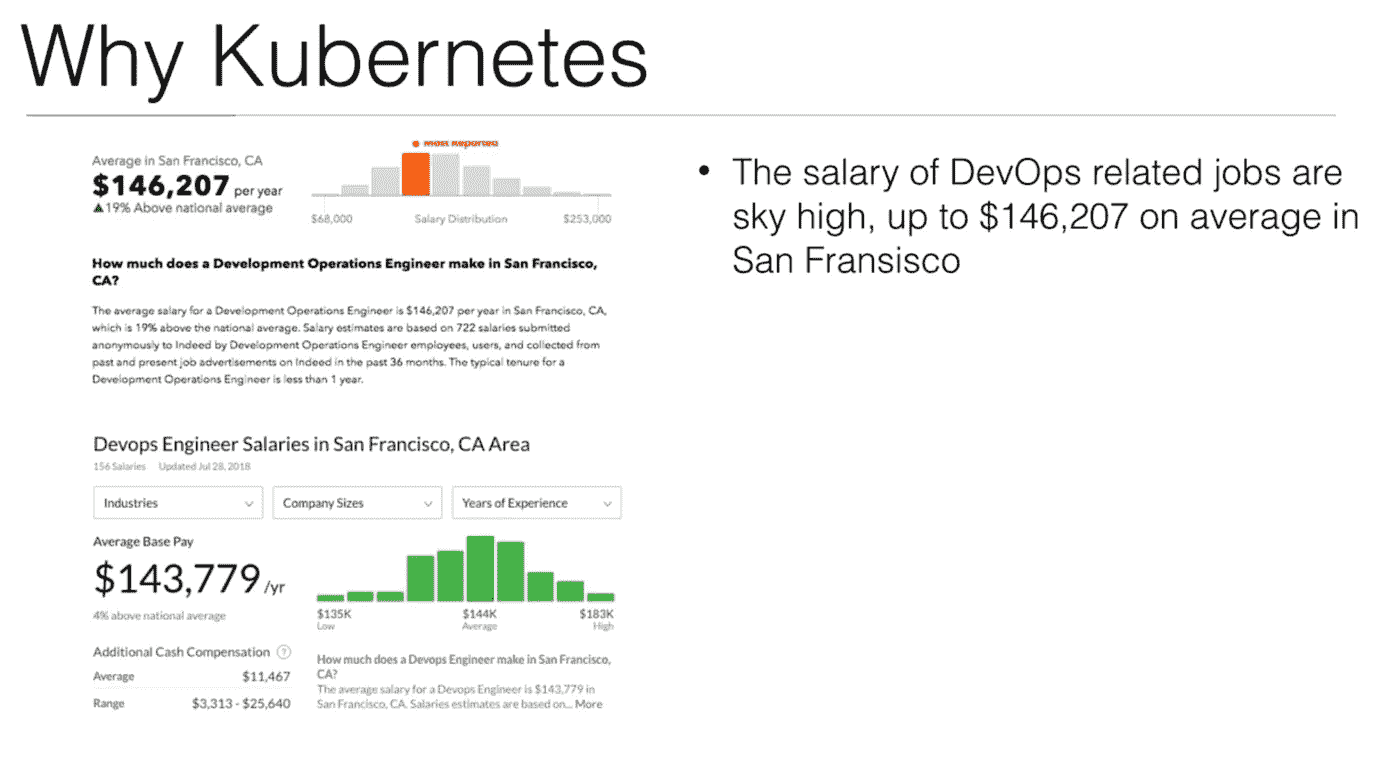 Why Kubernetes
Most Reported
Average in San Francisco, CA
$146,207 per year
▲19% Above national average
$68,000 Salary Distribution $253,000
How much does a Development Operations Engineer make in San Francisco,
CA?
The average salary for a Development Operations Engineer is $146,207 per year in San Francisco, CA,
which is 19% above the national average. Salary estimates are based on 722 salaries submitted
anonymously to Indeed by Development Operations Engineer employees, users, and collected from
past and present job advertisements on Indeed in the past 36 months. The typical tenure for a
Development Operations Engineer is less than 1 year.
Devops Engineer Salaries in San Francisco, CA Area
156 Salaries Updated Jul 28, 2018
Industries Company Sizes Years of Experience
Average Base Pay
$143,779 /yr
4% above national average
$135K $144K $183K
Low Average High
Additional Cash Compensation ?
Average $11,467
Range $3,313 - $25,640
How much does a Devops Engineer make in San Francisco,
CA?
The average salary for a Devops Engineer is $143,779 in
San Francisco, CA. Salaries estimates are based on... More
• The salary of DevOps related jobs are
sky high, up to $146,207 on average in
San Fransisco